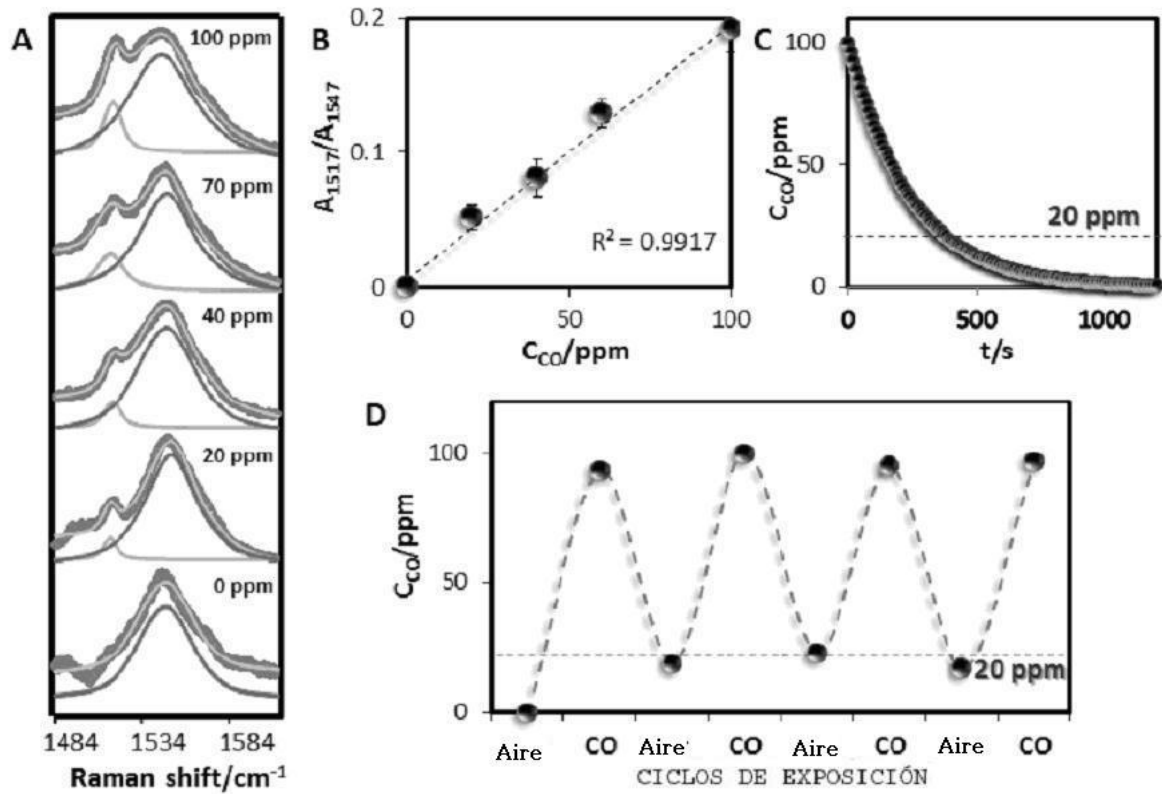 A
100 ppm
70 ppm
40 ppm
20 ppm
0 ppm
1484 1534 1584
Raman shift/cm⁻¹
B
0.2
0.1
0
A₁₅₁₇/A₁₅₄₇
R² = 0.9917
0 50 100
C_CO/ppm
C
100
50
0
C_CO/ppm
20 ppm
0 500 1000
t/s
D
100
50
0
C_CO/ppm
20 ppm
Aire CO Aire' CO Aire CO Aire CO
CICLOS DE EXPOSICIÓN